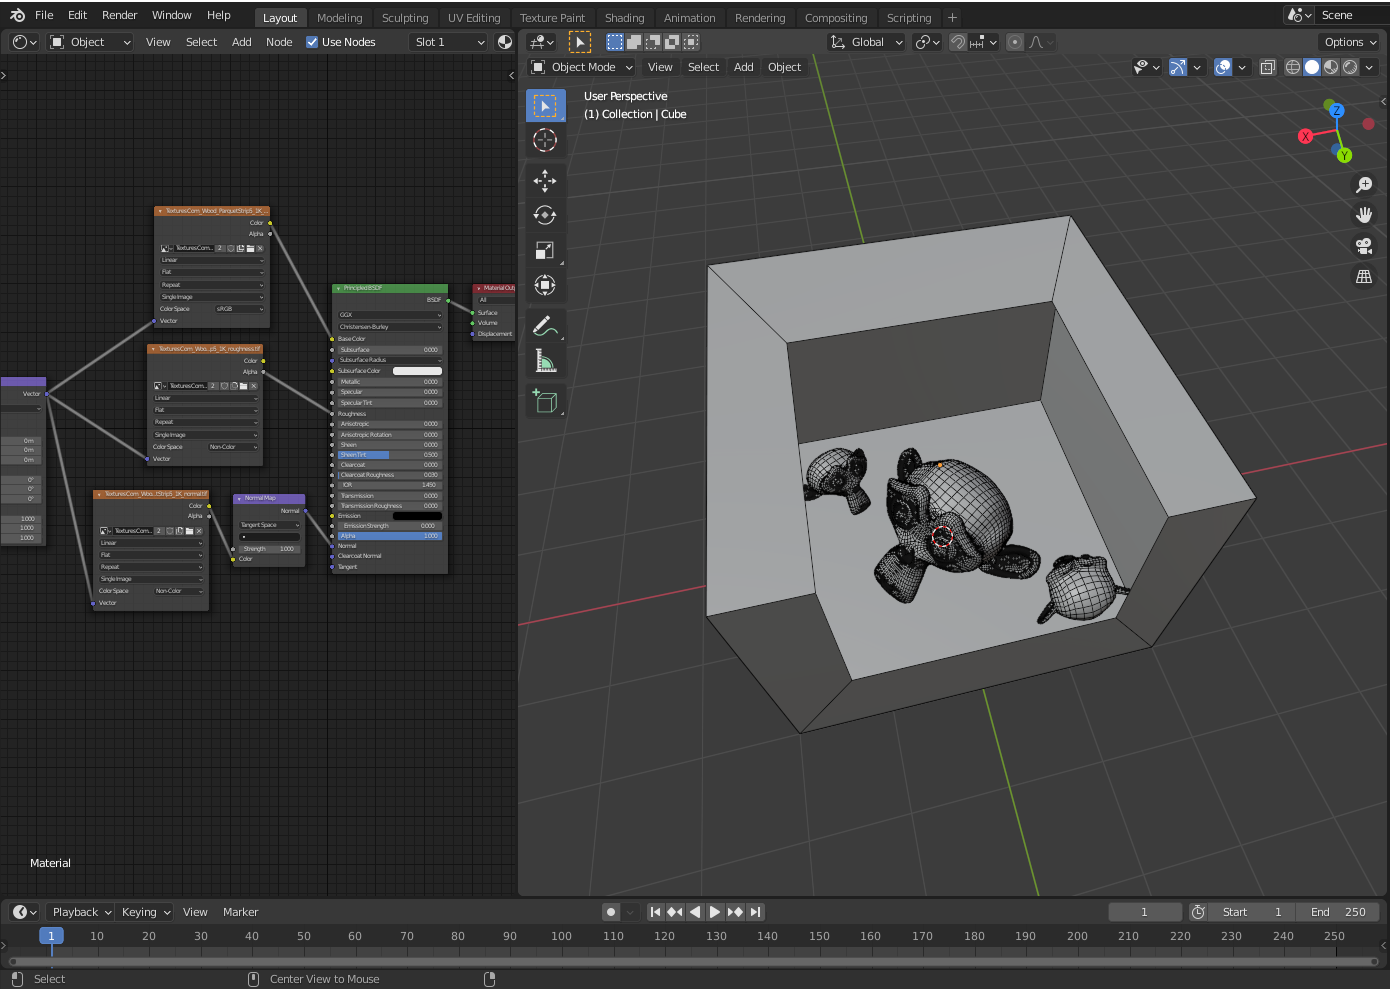 File Edit Render Window Help Layout Modeling Sculpting UV Editing Texture Paint Shading Animation Rendering Compositing Scripting + Scene
Object View Select Add Node Use Nodes Slot 1
Global Options
Object Mode View Select Add Object
User Perspective
(1) Collection | Cube
Z
X
Y
TexturesCom_Wood_ParquetStrip5_1K_...
Color
Alpha
TexturesCom... 2
Linear
Flat
Repeat
Single Image
Color Space sRGB
Vector
TexturesCom_Woo...p5_1K_roughness.tif
Color
Alpha
TexturesCom... 2
Linear
Flat
Repeat
Single Image
Color Space Non-Color
Vector
TexturesCom_Woo...tStrip5_1K_normal.tif
Color
Alpha
TexturesCom... 2
Linear
Flat
Repeat
Single Image
Color Space Non-Color
Vector
Normal Map
Normal
Tangent Space
Strength 1.000
Color
Vector
0 m
0 m
0 m
0°
0°
0°
1.000
1.000
1.000
Principled BSDF
BSDF
GGX
Christensen-Burley
Base Color
Subsurface 0.000
Subsurface Radius
Subsurface Color
Metallic 0.000
Specular 0.000
Specular Tint 0.000
Roughness
Anisotropic 0.000
Anisotropic Rotation 0.000
Sheen 0.000
Sheen Tint 0.500
Clearcoat 0.000
Clearcoat Roughness 0.030
IOR 1.450
Transmission 0.000
Transmission Roughness 0.000
Emission
Emission Strength 0.000
Alpha 1.000
Normal
Clearcoat Normal
Tangent
Material Outp
All
Surface
Volume
Displacement
Material
Playback Keying View Marker 1 Start 1 End 250
1 10 20 30 40 50 60 70 80 90 100 110 120 130 140 150 160 170 180 190 200 210 220 230 240 250
Select Center View to Mouse